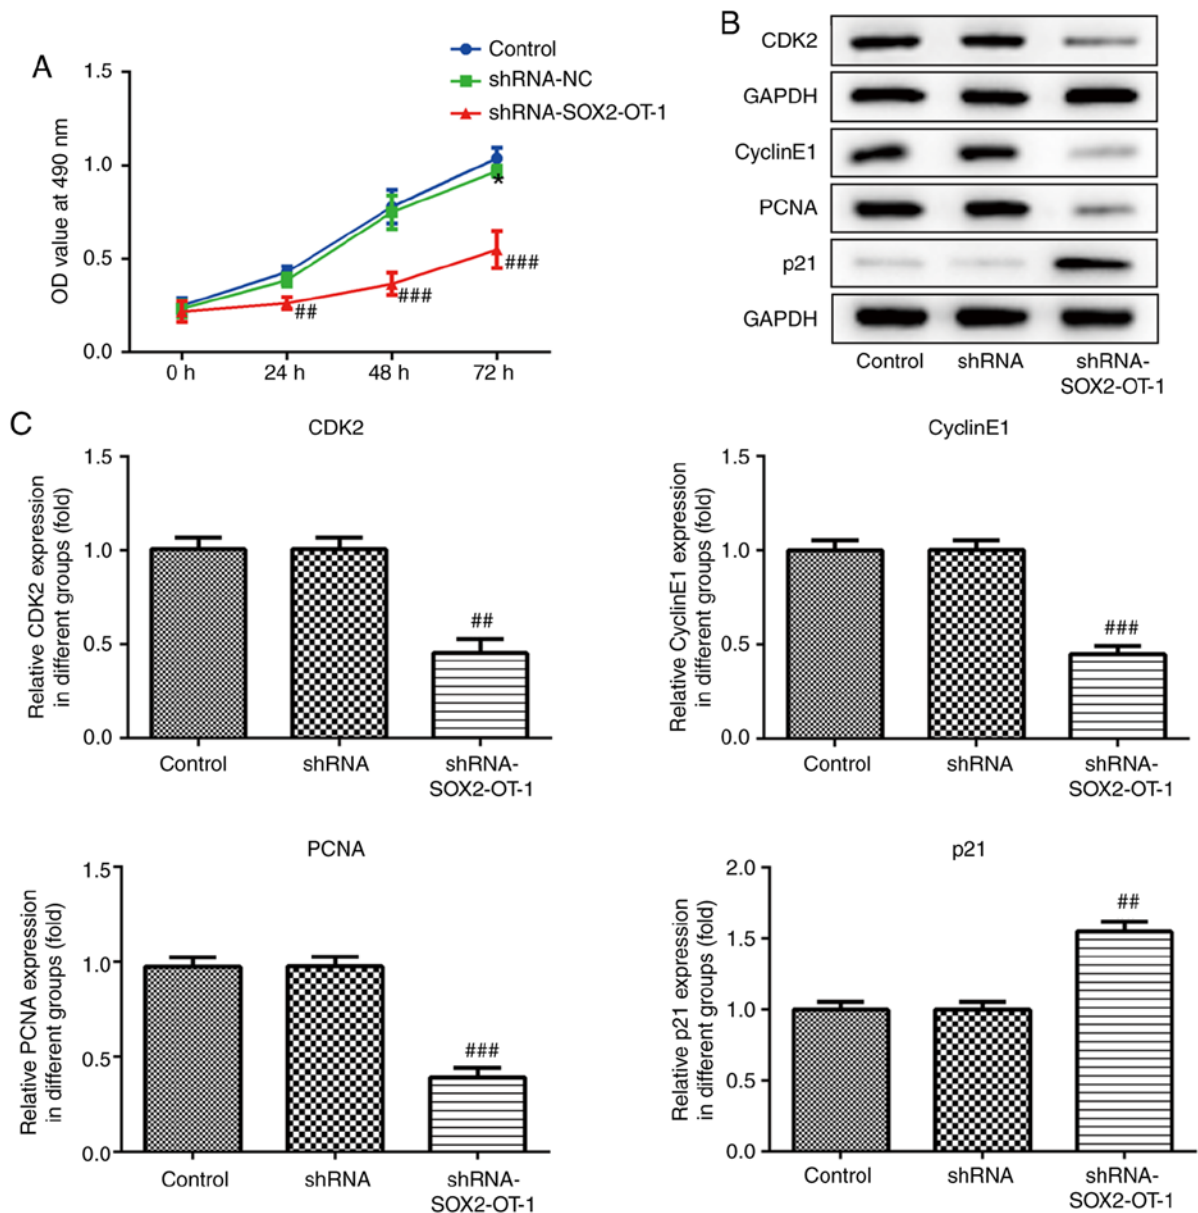 A
Control
shRNA-NC
shRNA-SOX2-OT-1
OD value at 490 nm
1.5
1.0
0.5
0.0
*
##
###
###
0 h
24 h
48 h
72 h
B
CDK2
GAPDH
CyclinE1
PCNA
p21
GAPDH
Control
shRNA
shRNA-
SOX2-OT-1
C
CDK2
Relative CDK2 expression
in different groups (fold)
1.5
1.0
0.5
0.0
##
Control
shRNA
shRNA-
SOX2-OT-1
CyclinE1
Relative CyclinE1 expression
in different groups (fold)
1.5
1.0
0.5
0.0
###
Control
shRNA
shRNA-
SOX2-OT-1
PCNA
Relative PCNA expression
in different groups (fold)
1.5
1.0
0.5
0.0
###
Control
shRNA
shRNA-
SOX2-OT-1
p21
Relative p21 expression
in different groups (fold)
2.0
1.5
1.0
0.5
0.0
##
Control
shRNA
shRNA-
SOX2-OT-1